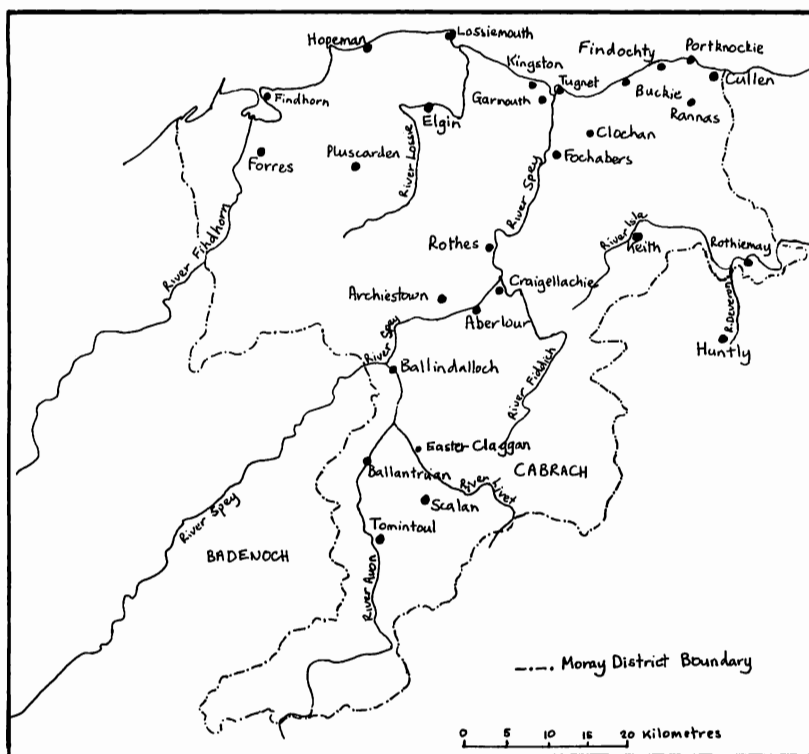 Lossiemouth
Hopeman
Kingston
Findochty
Portknockie
Findhorn
Tugnet
Cullen
Garmouth
Buckie
Elgin
Rannas
Clochan
Forres
Pluscarden
River Lossie
Fochabers
River Spey
River Findhorn
Rothes
River Isla
Keith
Rothiemay
Craigellachie
R. Deveron
Archiestown
Aberlour
Huntly
River Spey
Ballindalloch
River Fiddich
Easter Claggan
CABRACH
Ballantruan
River Livet
Scalan
River Spey
Tomintoul
BADENOCH
River Avon
Moray District Boundary
0 5 10 15 20 Kilometres